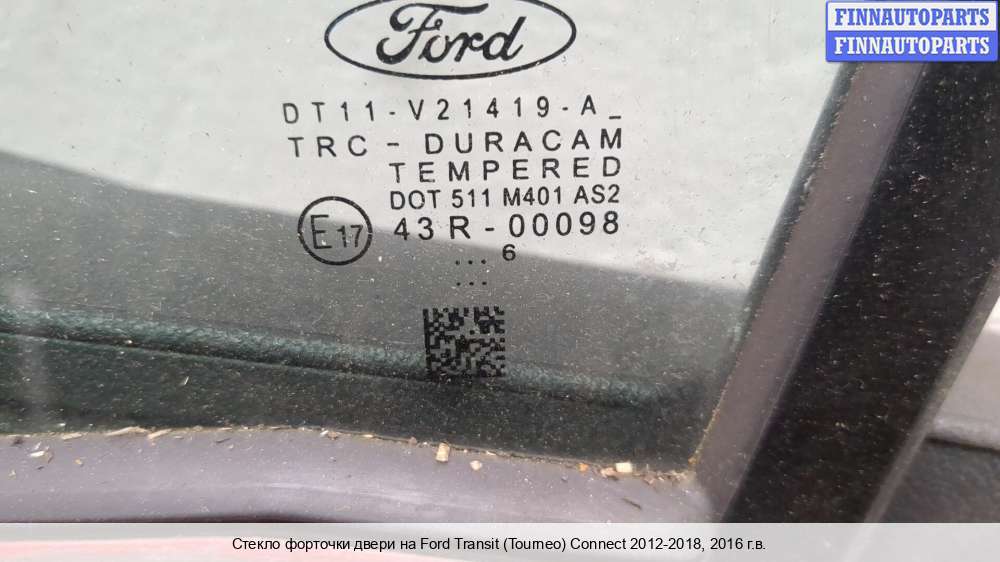 FINNAUTOPARTS
FINNAUTOPARTS
Ford
DT11-V21419-A_
TRC - DURACAM
TEMPERED
DOT 511 M401 AS2
E17 43R-00098
... 6
...
Стекло форточки двери на Ford Transit (Tourneo) Connect 2012-2018, 2016 г.в.